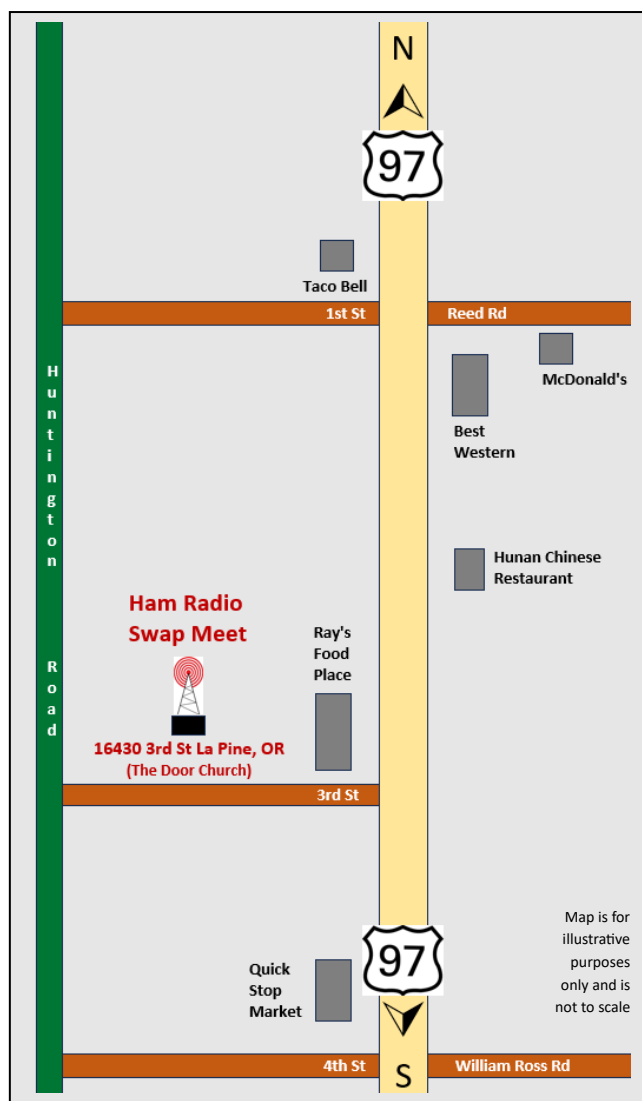 N
97
Taco Bell
1st St
Reed Rd
McDonald's
Best
Western
Huntington
Road
Hunan Chinese
Restaurant
Ham Radio
Swap Meet
Ray's
Food
Place
16430 3rd St La Pine, OR
(The Door Church)
3rd St
Map is for
illustrative
purposes
only and is
not to scale
Quick
Stop
Market
97
4th St
S
William Ross Rd